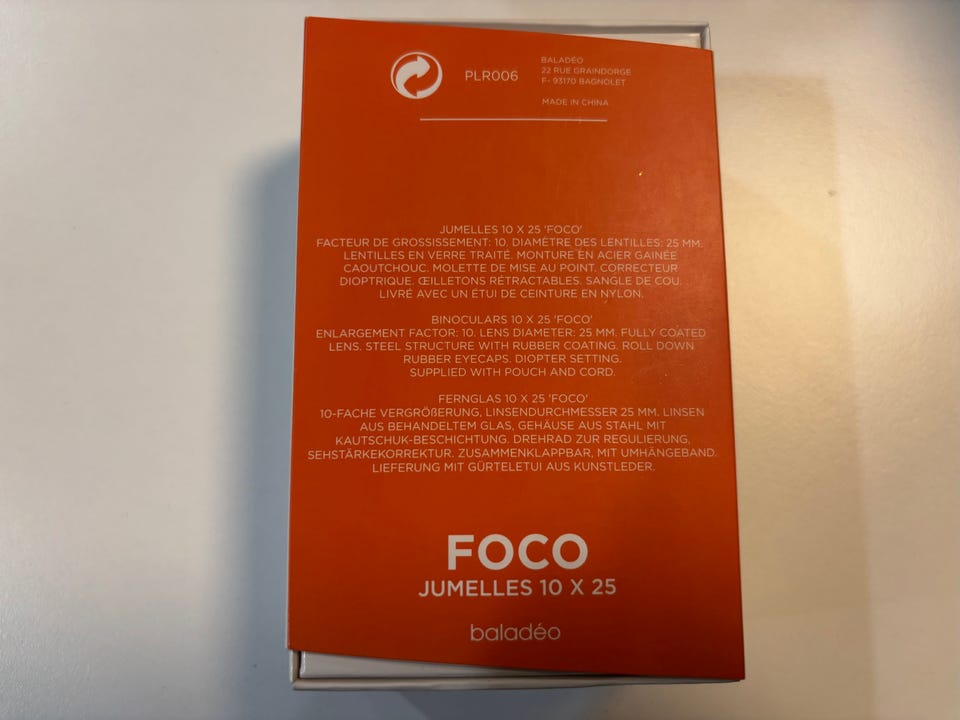 PLR006
BALADÉO
22 RUE GRAINDORGE
F- 93170 BAGNOLET
MADE IN CHINA
JUMELLES 10 X 25 'FOCO'
FACTEUR DE GROSSISSEMENT: 10. DIAMÈTRE DES LENTILLES: 25 MM.
LENTILLES EN VERRE TRAITÉ. MONTURE EN ACIER GAINÉE
CAOUTCHOUC. MOLETTE DE MISE AU POINT. CORRECTEUR
DIOPTRIQUE. ŒILLETONS RÉTRACTABLES. SANGLE DE COU.
LIVRÉ AVEC UN ÉTUI DE CEINTURE EN NYLON.
BINOCULARS 10 X 25 'FOCO'
ENLARGEMENT FACTOR: 10. LENS DIAMETER: 25 MM. FULLY COATED
LENS. STEEL STRUCTURE WITH RUBBER COATING. ROLL DOWN
RUBBER EYECAPS. DIOPTER SETTING.
SUPPLIED WITH POUCH AND CORD.
FERNGLAS 10 X 25 'FOCO'
10-FACHE VERGRÖßERUNG, LINSENDURCHMESSER 25 MM. LINSEN
AUS BEHANDELTEM GLAS, GEHÄUSE AUS STAHL MIT
KAUTSCHUK-BESCHICHTUNG. DREHRAD ZUR REGULIERUNG,
SEHSTÄRKEKORREKTUR. ZUSAMMENKLAPPBAR, MIT UMHÄNGEBAND.
LIEFERUNG MIT GÜRTELETUI AUS KUNSTLEDER.
FOCO
JUMELLES 10 X 25
baladéo